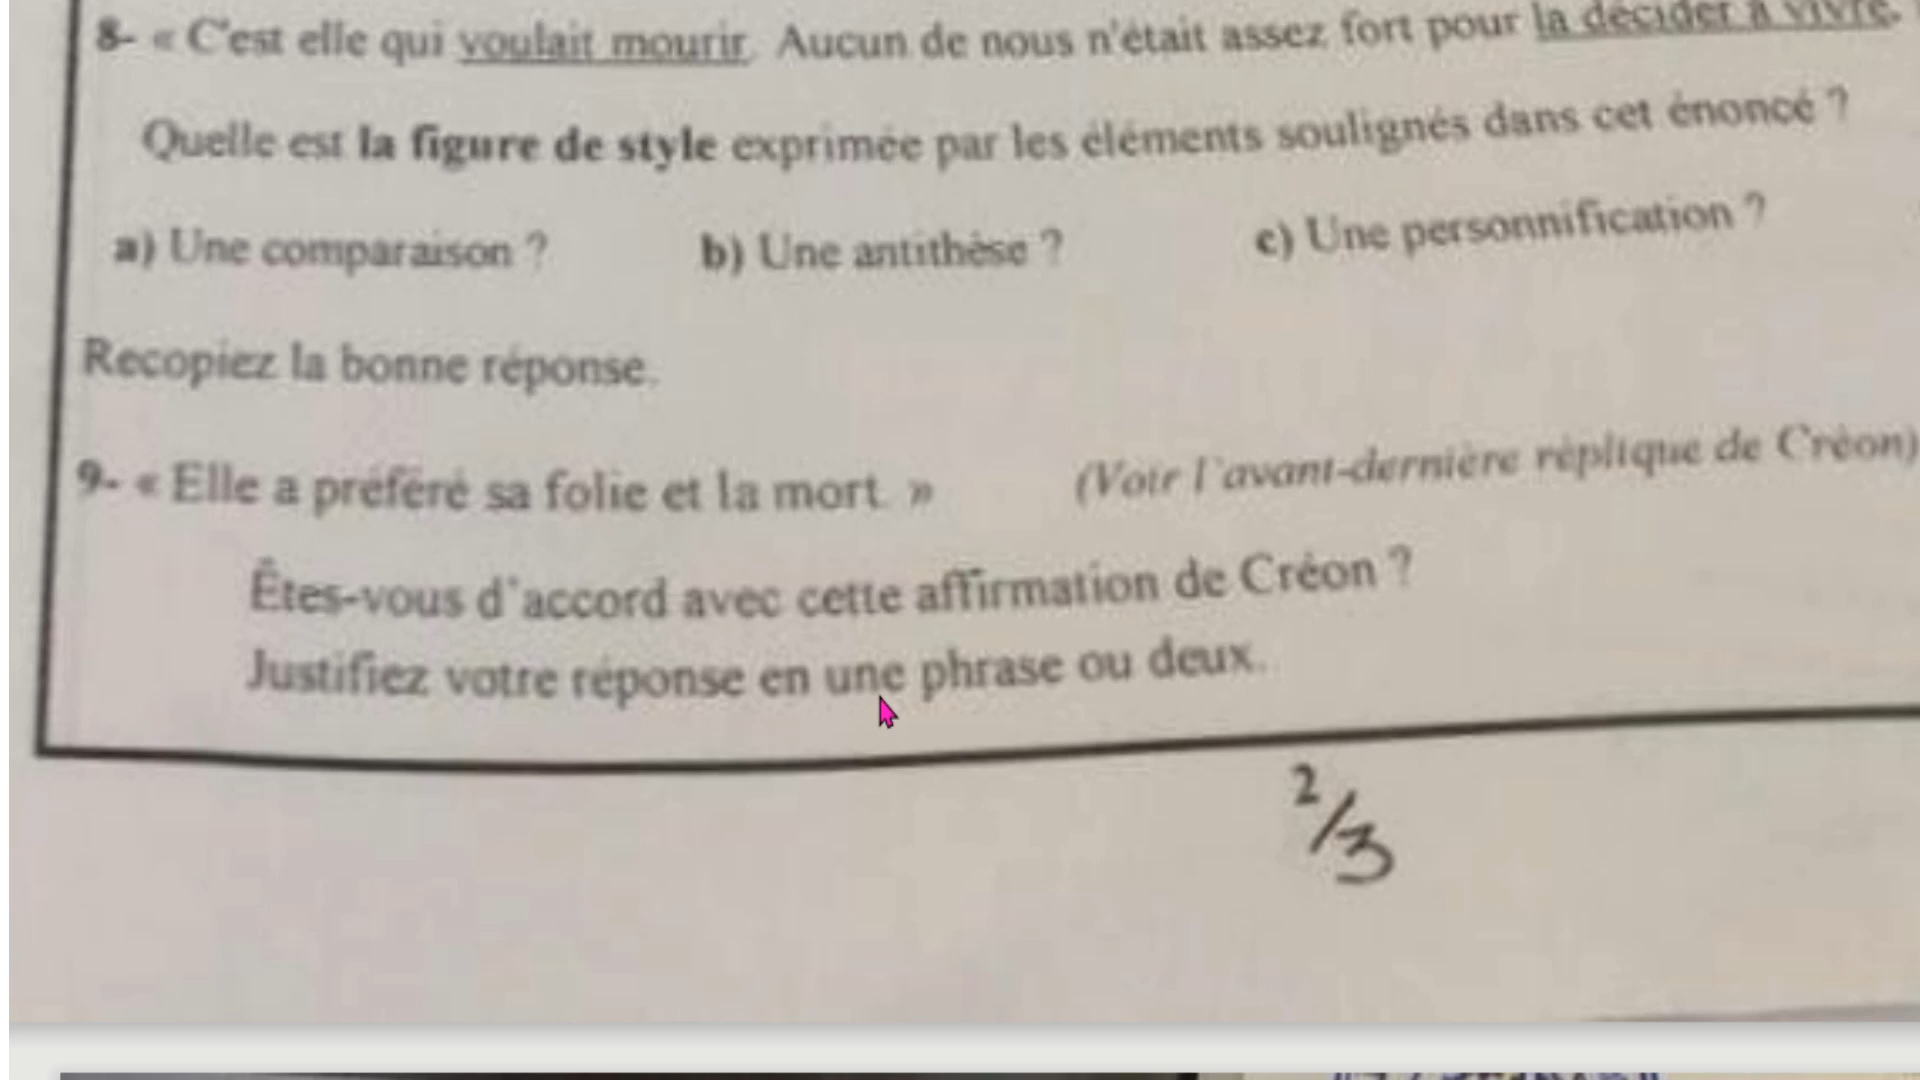 8- « C'est elle qui voulait mourir. Aucun de nous n'était assez fort pour la décider à vivre.
Quelle est la figure de style exprimée par les éléments soulignés dans cet énoncé ?
a) Une comparaison ? b) Une antithèse ? c) Une personnification ?
Recopiez la bonne réponse.
9- « Elle a préféré sa folie et la mort. » (Voir l'avant-dernière réplique de Créon)
Êtes-vous d'accord avec cette affirmation de Créon ?
Justifiez votre réponse en une phrase ou deux.
2/3